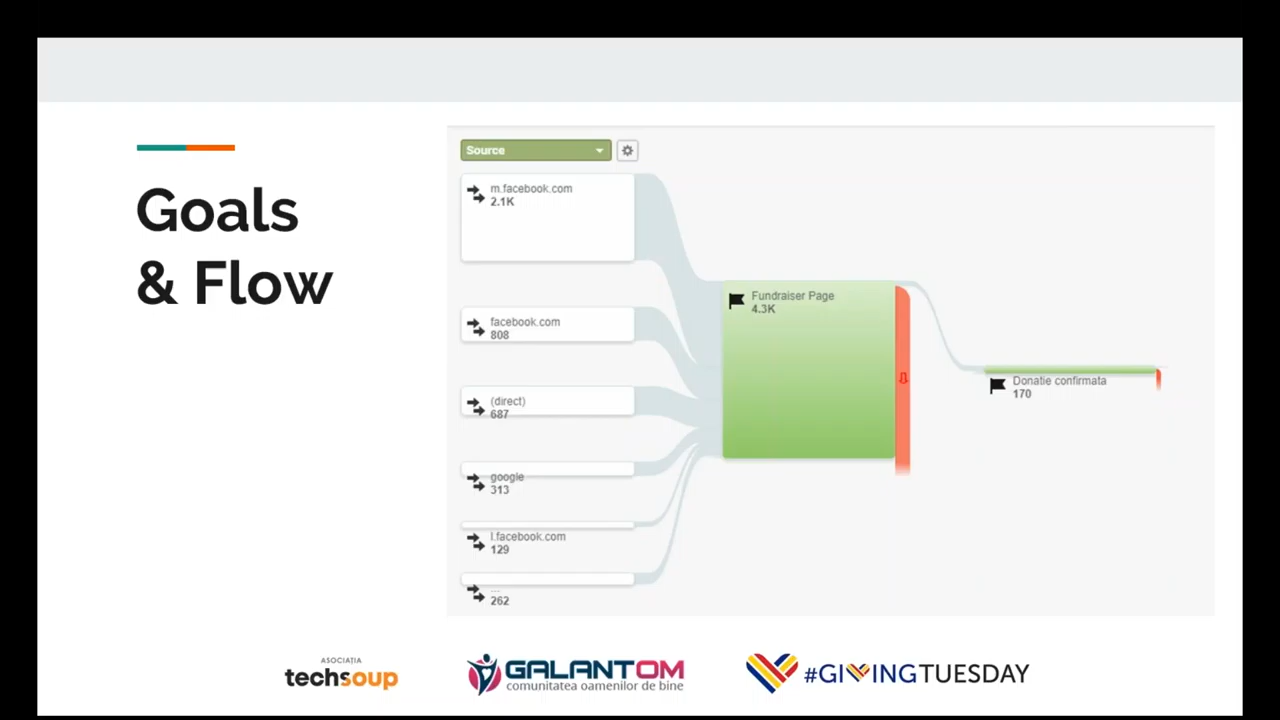 Goals
& Flow
Source
m.facebook.com
2.1K
facebook.com
808
(direct)
687
google
313
l.facebook.com
129
...
262
Fundraiser Page
4.3K
Donatie confirmata
170
ASOCIAȚIA
techsoup
GALANTOM
comunitatea oamenilor de bine
#GIVINGTUESDAY